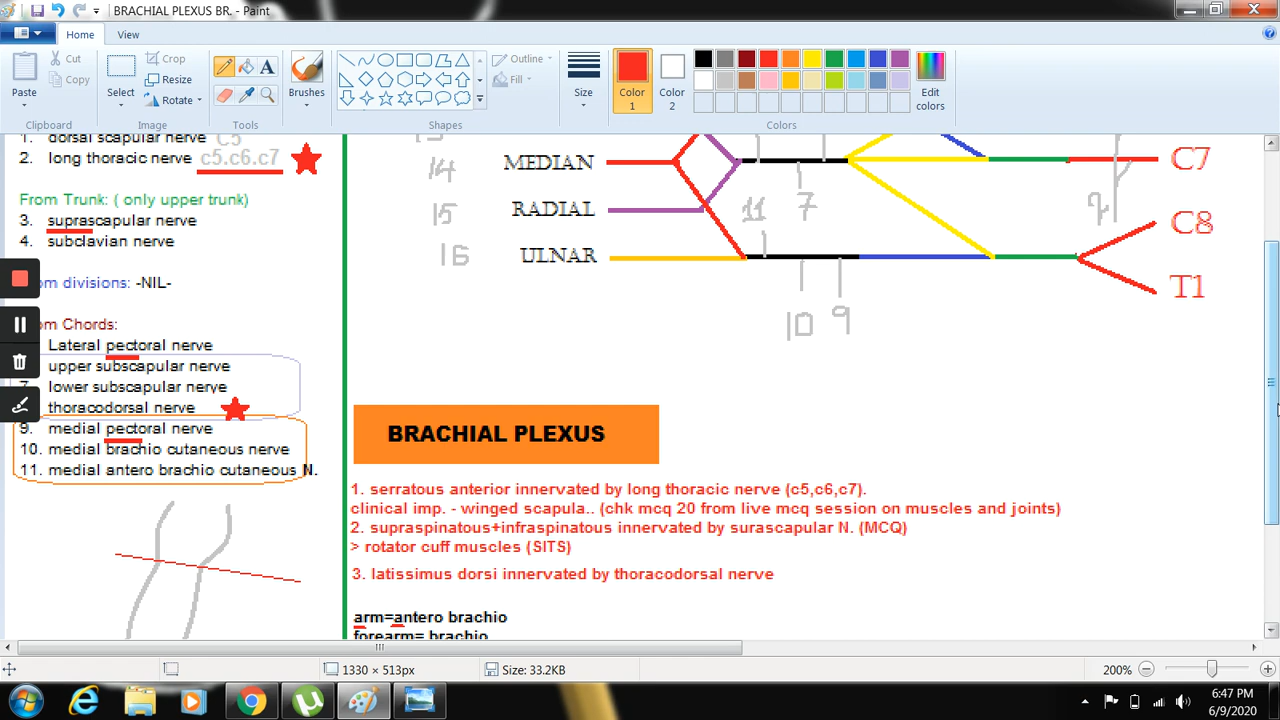 BRACHIAL PLEXUS BR. - Paint
Home
View
Paste
Cut
Copy
Clipboard
Select
Crop
Resize
Rotate
Image
A
Tools
Brushes
Outline
Fill
Shapes
Size
Color
1
Color
2
Colors
Edit
colors
1. dorsal scapular nerve C5
2. long thoracic nerve c5.c6.c7
From Trunk: ( only upper trunk)
3. suprascapular nerve
4. subclavian nerve
om divisions: -NIL-
om Chords:
Lateral pectoral nerve
upper subscapular nerve
7. lower subscapular nerve
thoracodorsal nerve
9. medial pectoral nerve
10. medial brachio cutaneous nerve
11. medial antero brachio cutaneous N.
14 MEDIAN
15 RADIAL
16 ULNAR
11 7
10 9
C7
C8
T1
BRACHIAL PLEXUS
1. serratous anterior innervated by long thoracic nerve (c5,c6,c7).
clinical imp. - winged scapula.. (chk mcq 20 from live mcq session on muscles and joints)
2. supraspinatous+infraspinatous innervated by surascapular N. (MCQ)
> rotator cuff muscles (SITS)
3. latissimus dorsi innervated by thoracodorsal nerve
arm=antero brachio
forearm= brachio
1330 × 513px
Size: 33.2KB
200%
6:47 PM
6/9/2020